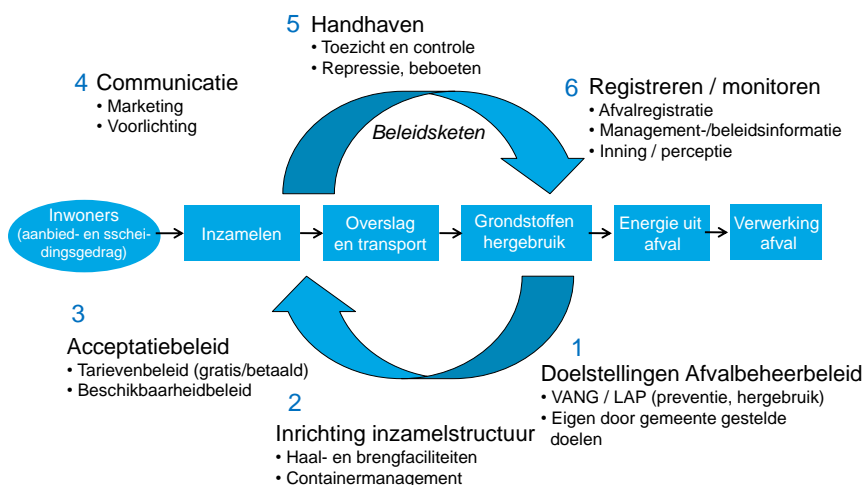 5 Handhaven
• Toezicht en controle
• Repressie, beboeten
4 Communicatie
• Marketing
• Voorlichting
6 Registreren / monitoren
• Afvalregistratie
• Management-/beleidsinformatie
• Inning / perceptie
Beleidsketen
Inwoners
(aanbied- en sschei-
dingsgedrag)
Inzamelen
Overslag
en transport
Grondstoffen
hergebruik
Energie uit
afval
Verwerking
afval
3
Acceptatiebeleid
• Tarievenbeleid (gratis/betaald)
• Beschikbaarheidbeleid
2
Inrichting inzamelstructuur
• Haal- en brengfaciliteiten
• Containermanagement
1
Doelstellingen Afvalbeheerbeleid
• VANG / LAP (preventie, hergebruik)
• Eigen door gemeente gestelde
doelen